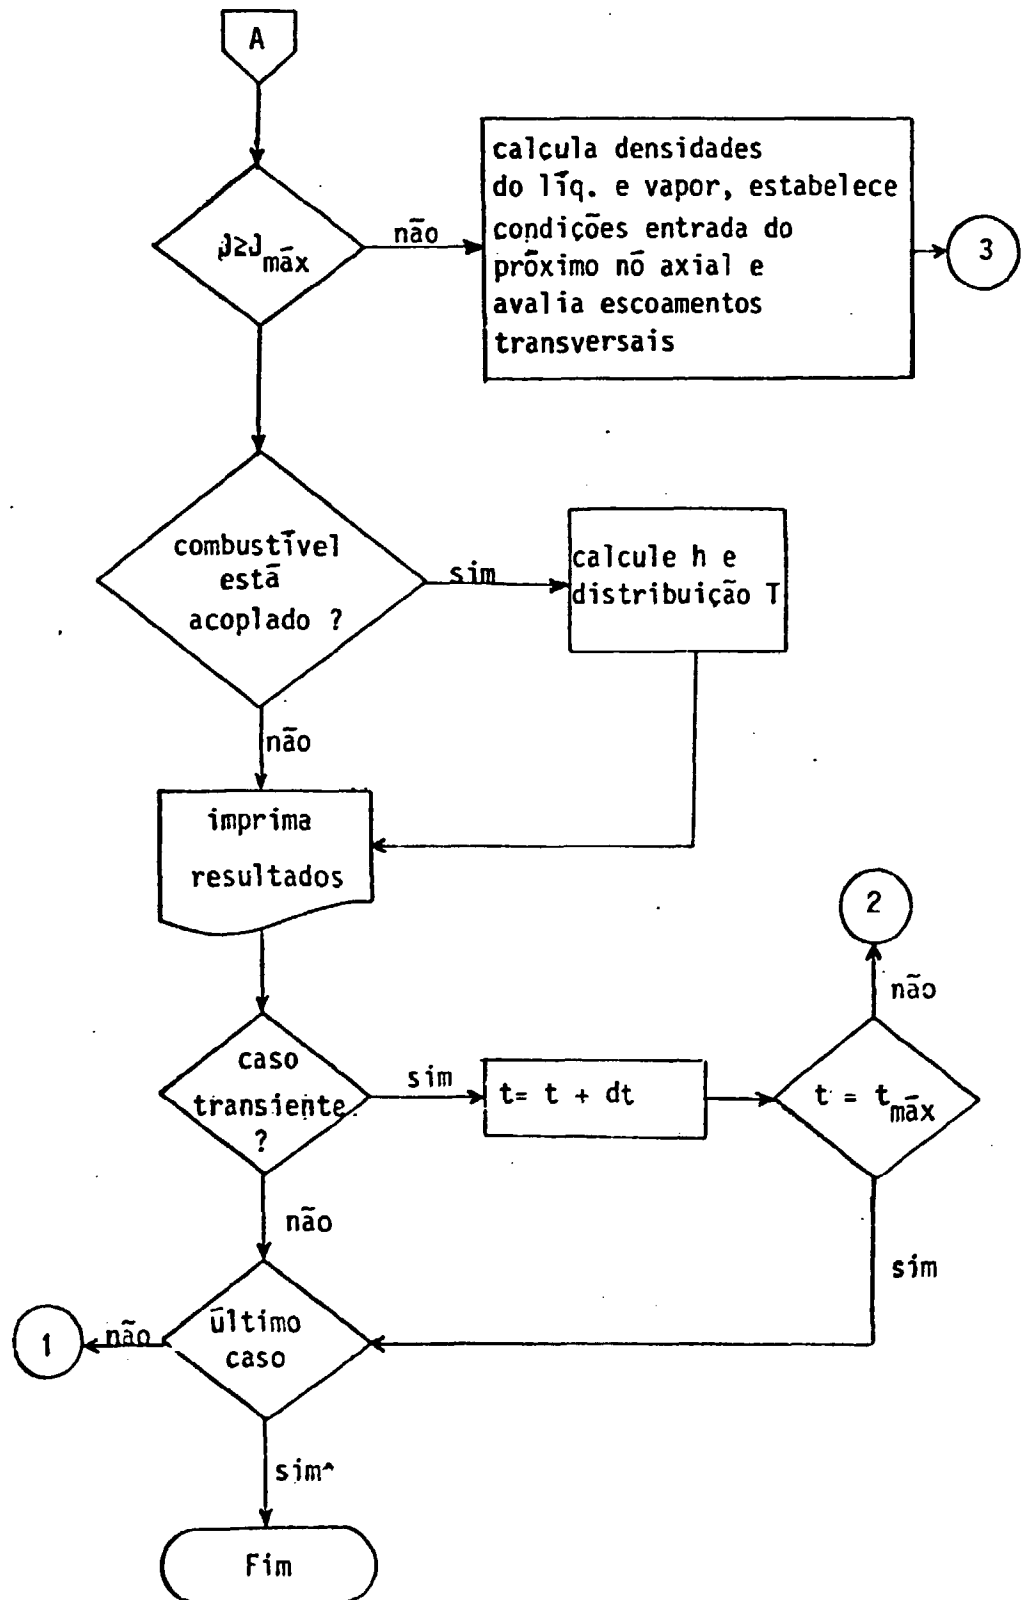 A
J≥Jmáx
não
calcula densidades
do líq. e vapor, estabelece
condições entrada do
próximo nó axial e
avalia escoamentos
transversais
3
combustível
está
acoplado ?
sim
calcule h e
distribuição T
não
imprima
resultados
2
não
caso
transiente
?
sim
t= t + dt
t = tmáx
não
sim
último
caso
não
1
sim
Fim